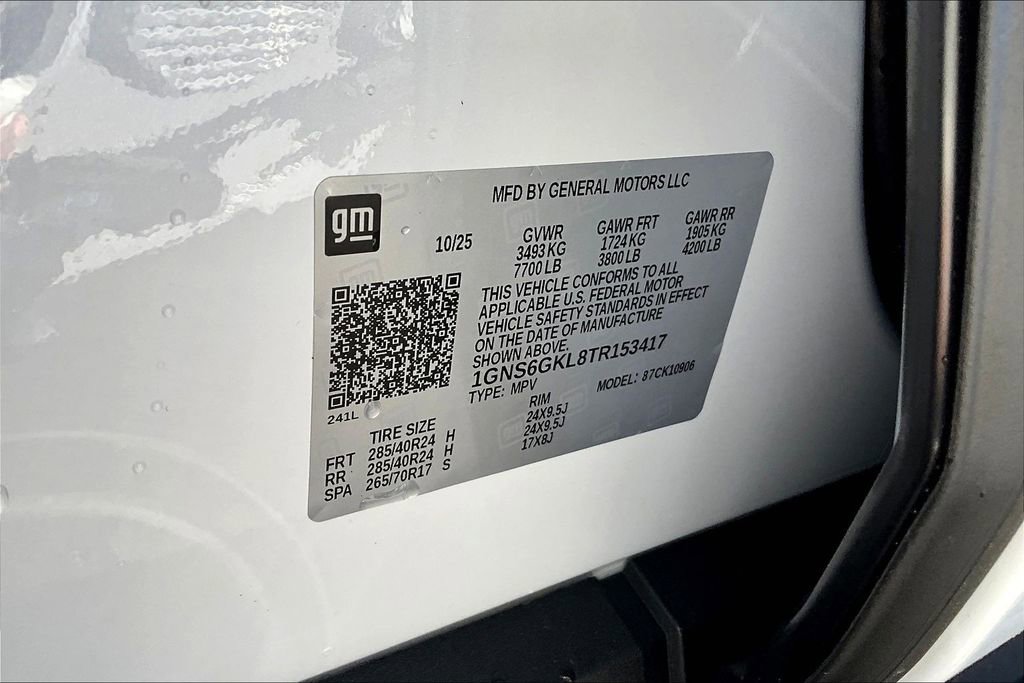 MFD BY GENERAL MOTORS LLC
gm
10/25
GVWR GAWR FRT GAWR RR
3493 KG 1724 KG 1905 KG
7700 LB 3800 LB 4200 LB
THIS VEHICLE CONFORMS TO ALL
APPLICABLE U.S. FEDERAL MOTOR
VEHICLE SAFETY STANDARDS IN EFFECT
ON THE DATE OF MANUFACTURE
SHOWN ABOVE.
1GNS6GKL8TR153417
TYPE: MPV MODEL: 87CK10906
241L
TIRE SIZE RIM
FRT 285/40R24 H 24X9.5J
RR 285/40R24 H 24X9.5J
SPA 265/70R17 S 17X8J